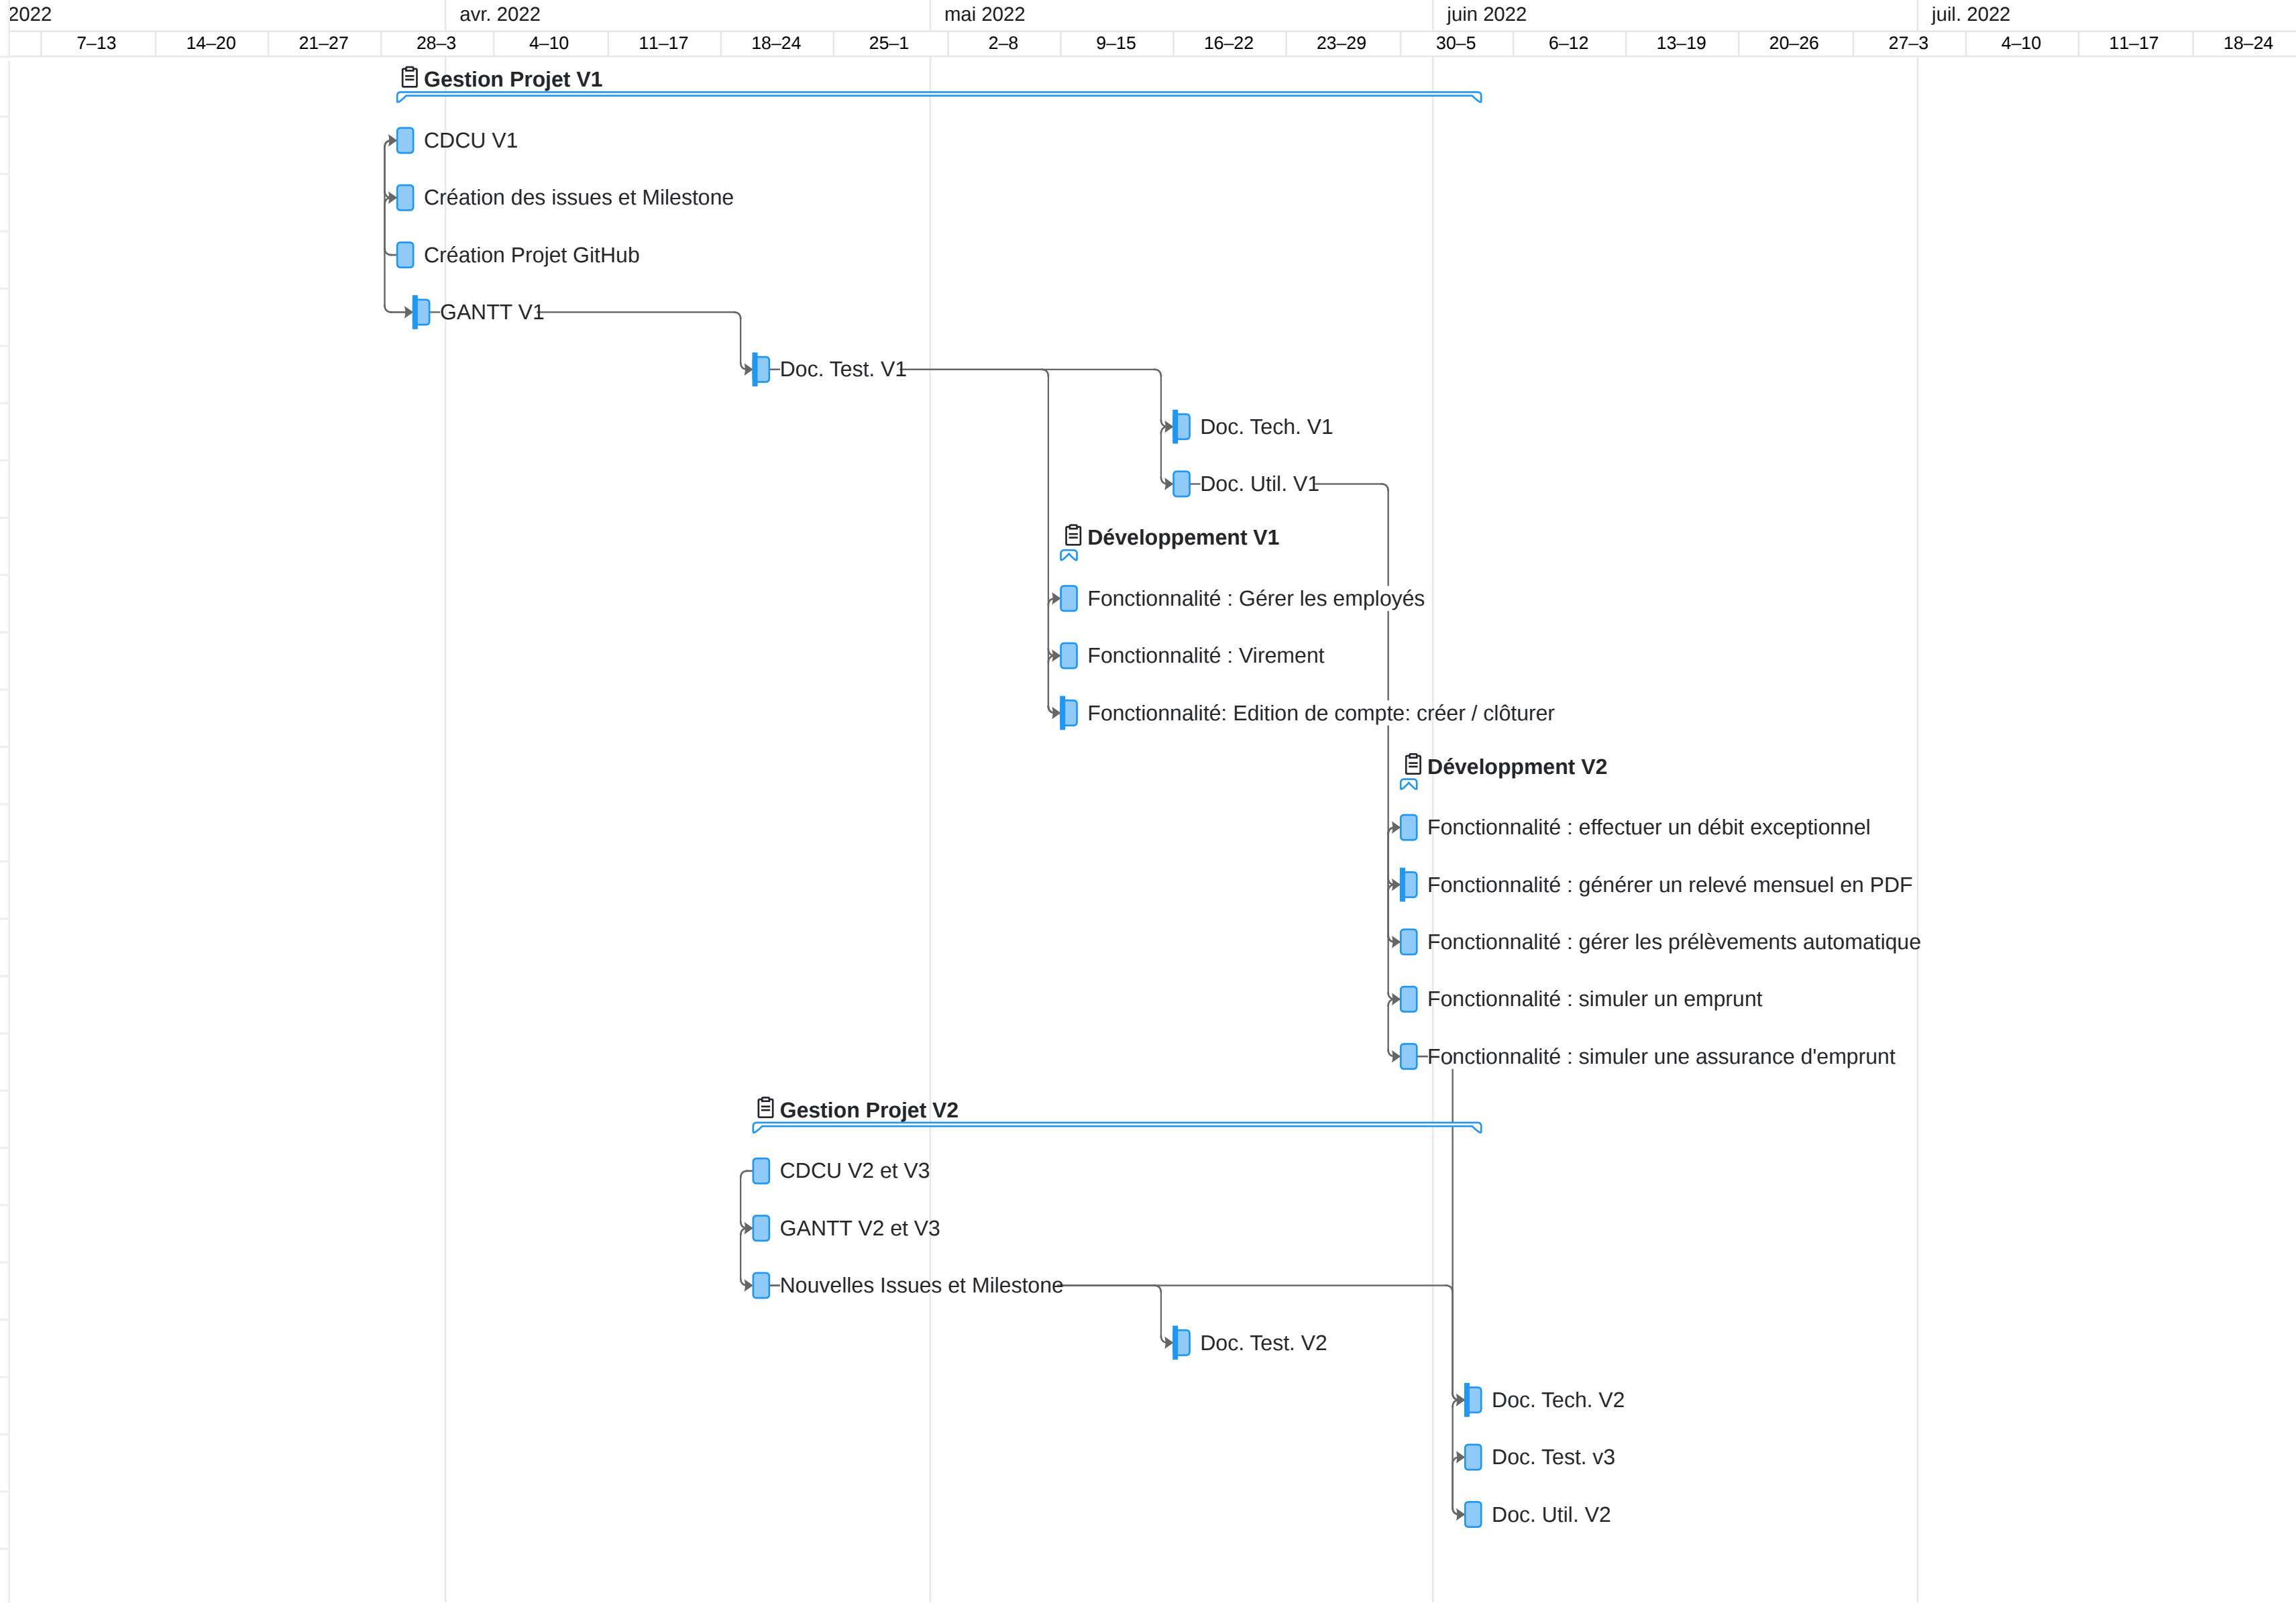 2022 avr. 2022 mai 2022 juin 2022 juil. 2022
7–13 14–20 21–27 28–3 4–10 11–17 18–24 25–1 2–8 9–15 16–22 23–29 30–5 6–12 13–19 20–26 27–3 4–10 11–17 18–24
Gestion Projet V1
CDCU V1
Création des issues et Milestone
Création Projet GitHub
GANTT V1
Doc. Test. V1
Doc. Tech. V1
Doc. Util. V1
Développement V1
Fonctionnalité : Gérer les employés
Fonctionnalité : Virement
Fonctionnalité: Edition de compte: créer / clôturer
Développment V2
Fonctionnalité : effectuer un débit exceptionnel
Fonctionnalité : générer un relevé mensuel en PDF
Fonctionnalité : gérer les prélèvements automatique
Fonctionnalité : simuler un emprunt
Fonctionnalité : simuler une assurance d'emprunt
Gestion Projet V2
CDCU V2 et V3
GANTT V2 et V3
Nouvelles Issues et Milestone
Doc. Test. V2
Doc. Tech. V2
Doc. Test. v3
Doc. Util. V2